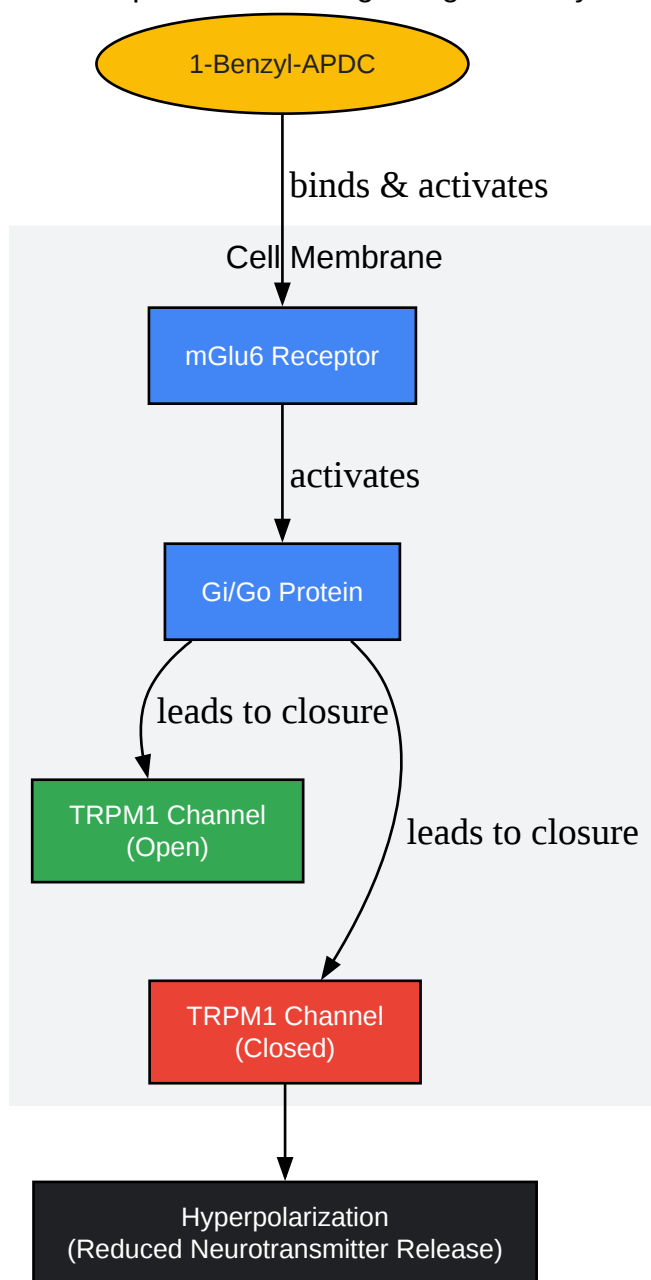 1-Benzyl-APDC
binds & activates
Cell Membrane
mGlu6 Receptor
activates
Gi/Go Protein
leads to closure
TRPM1 Channel
(Open)
leads to closure
TRPM1 Channel
(Closed)
Hyperpolarization
(Reduced Neurotransmitter Release)